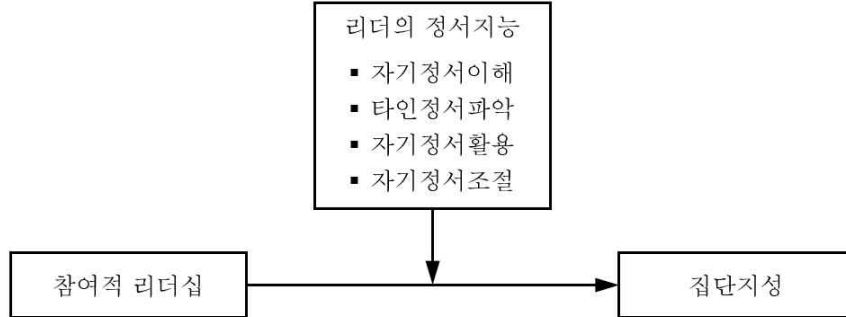 리더의 정서지능
▪ 자기정서이해
▪ 타인정서파악
▪ 자기정서활용
▪ 자기정서조절
참여적 리더십
집단지성